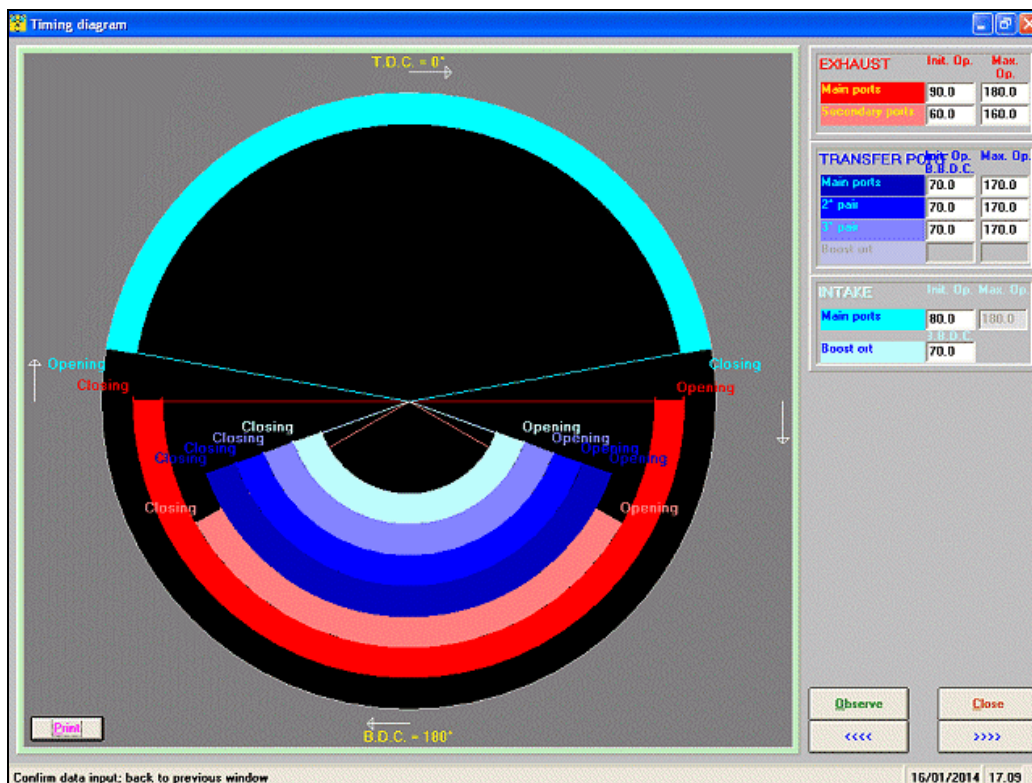 Timing diagram
T.D.C. = 0°
Opening
Closing
Closing
Opening
Closing
Opening
Closing
Opening
Closing
Opening
Closing
Opening
Closing
Opening
B.D.C. = 180°
Print
EXHAUST Init. Op. Max. Op.
Main ports 90.0 180.0
Secondary ports 60.0 160.0
TRANSFER PORT Init. Op. B.B.D.C. Max. Op.
Main ports 70.0 170.0
2° pair 70.0 170.0
3° pair 70.0 170.0
Boost ort
INTAKE Init. Op. Max. Op.
Main ports 80.0 180.0
B.B.D.C.
Boost ort 70.0
Observe Close
<<<< >>>>
Confirm data input; back to previous window 16/01/2014 17.09